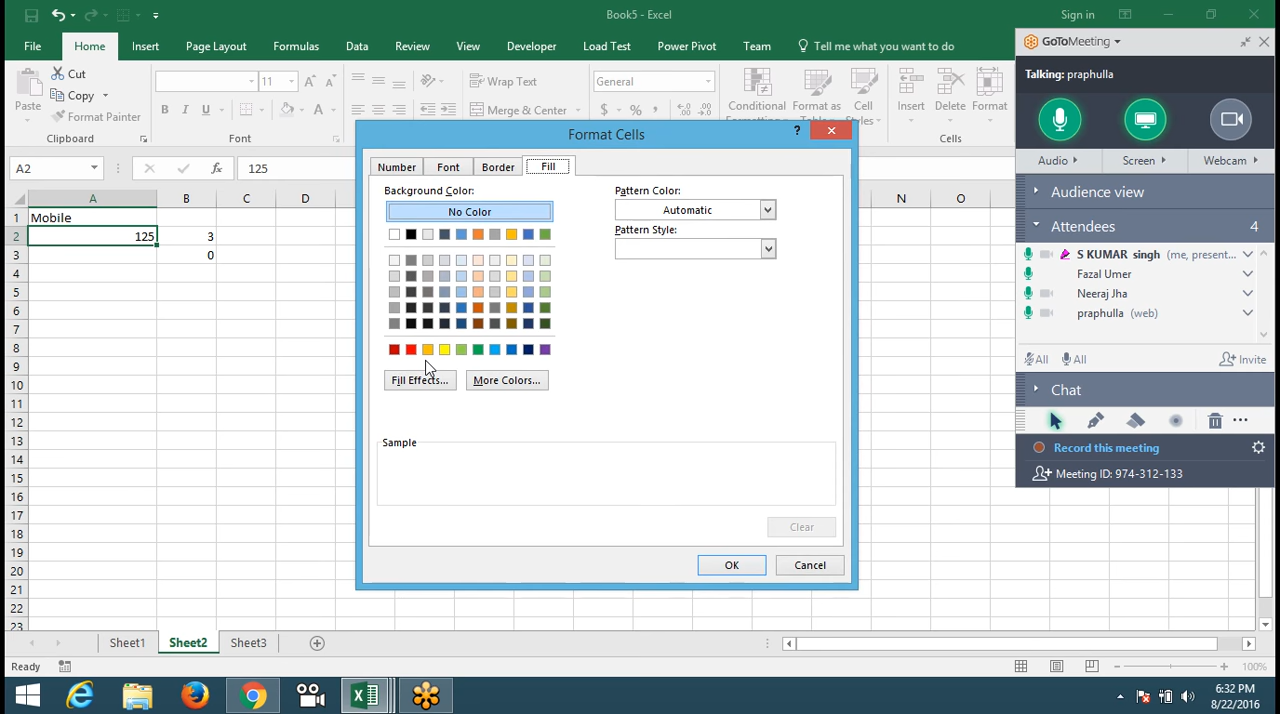 Book5 - Excel
Sign in
File Home Insert Page Layout Formulas Data Review View Developer Load Test Power Pivot Team Tell me what you want to do
Cut
Copy
Format Painter
Paste
Clipboard
11
A A
B I U
A
Font
Wrap Text
Merge & Center
General
$ % ,
Conditional
Formatting
Format as
Table
Cell
Styles
Insert Delete Format
Cells
A2
fx
125
A B C D N O
1 Mobile
2 125 3
3 0
4
5
6
7
8
9
10
11
12
13
14
15
16
17
18
19
20
21
22
23
Format Cells
?
Number Font Border Fill
Background Color:
No Color
Pattern Color:
Automatic
Pattern Style:
Fill Effects...
More Colors...
Sample
Clear
OK
Cancel
GoToMeeting
Talking: praphulla
Audio
Screen
Webcam
Audience view
Attendees 4
S KUMAR singh (me, present...
Fazal Umer
Neeraj Jha
praphulla (web)
All
All
Invite
Chat
Record this meeting
Meeting ID: 974-312-133
Sheet1 Sheet2 Sheet3
Ready
100%
6:32 PM
8/22/2016